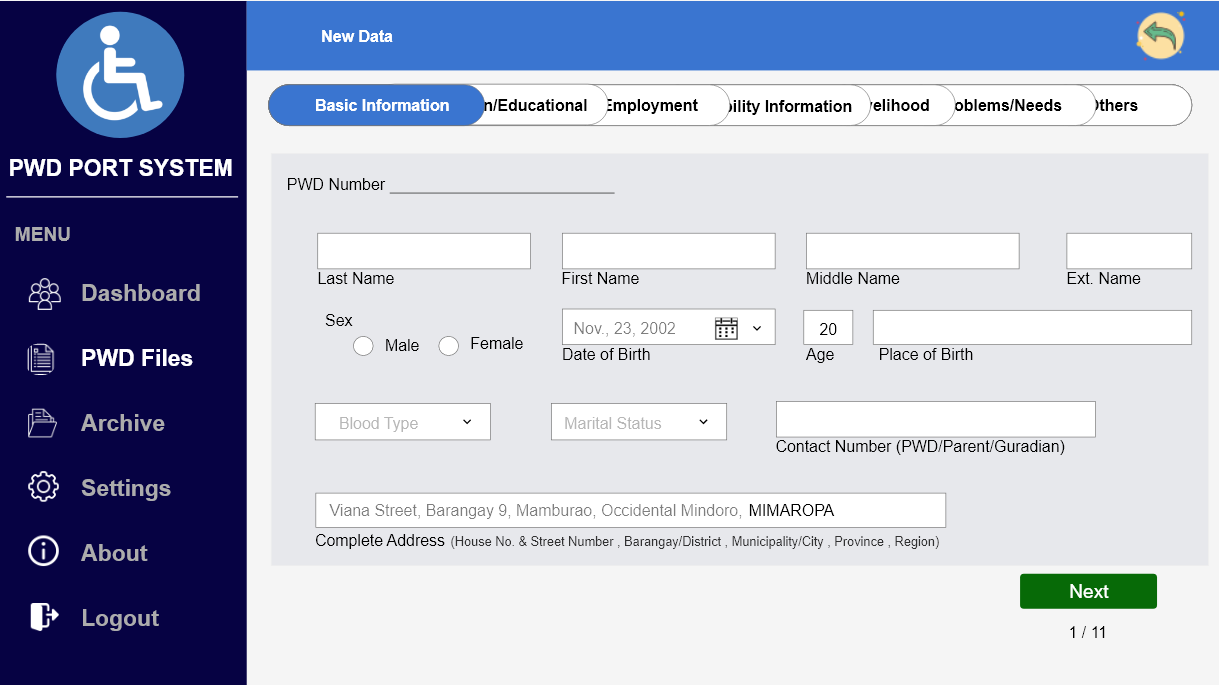 New Data
Basic Information
n/Educational
Employment
ility Information
elihood
oblems/Needs
thers
PWD PORT SYSTEM
MENU
Dashboard
PWD Files
Archive
Settings
About
Logout
PWD Number
Last Name
First Name
Middle Name
Ext. Name
Sex
Male
Female
Nov., 23, 2002
Date of Birth
20
Age
Place of Birth
Blood Type
Marital Status
Contact Number (PWD/Parent/Guradian)
Viana Street, Barangay 9, Mamburao, Occidental Mindoro, MIMAROPA
Complete Address (House No. & Street Number , Barangay/District , Municipality/City , Province , Region)
Next
1 / 11